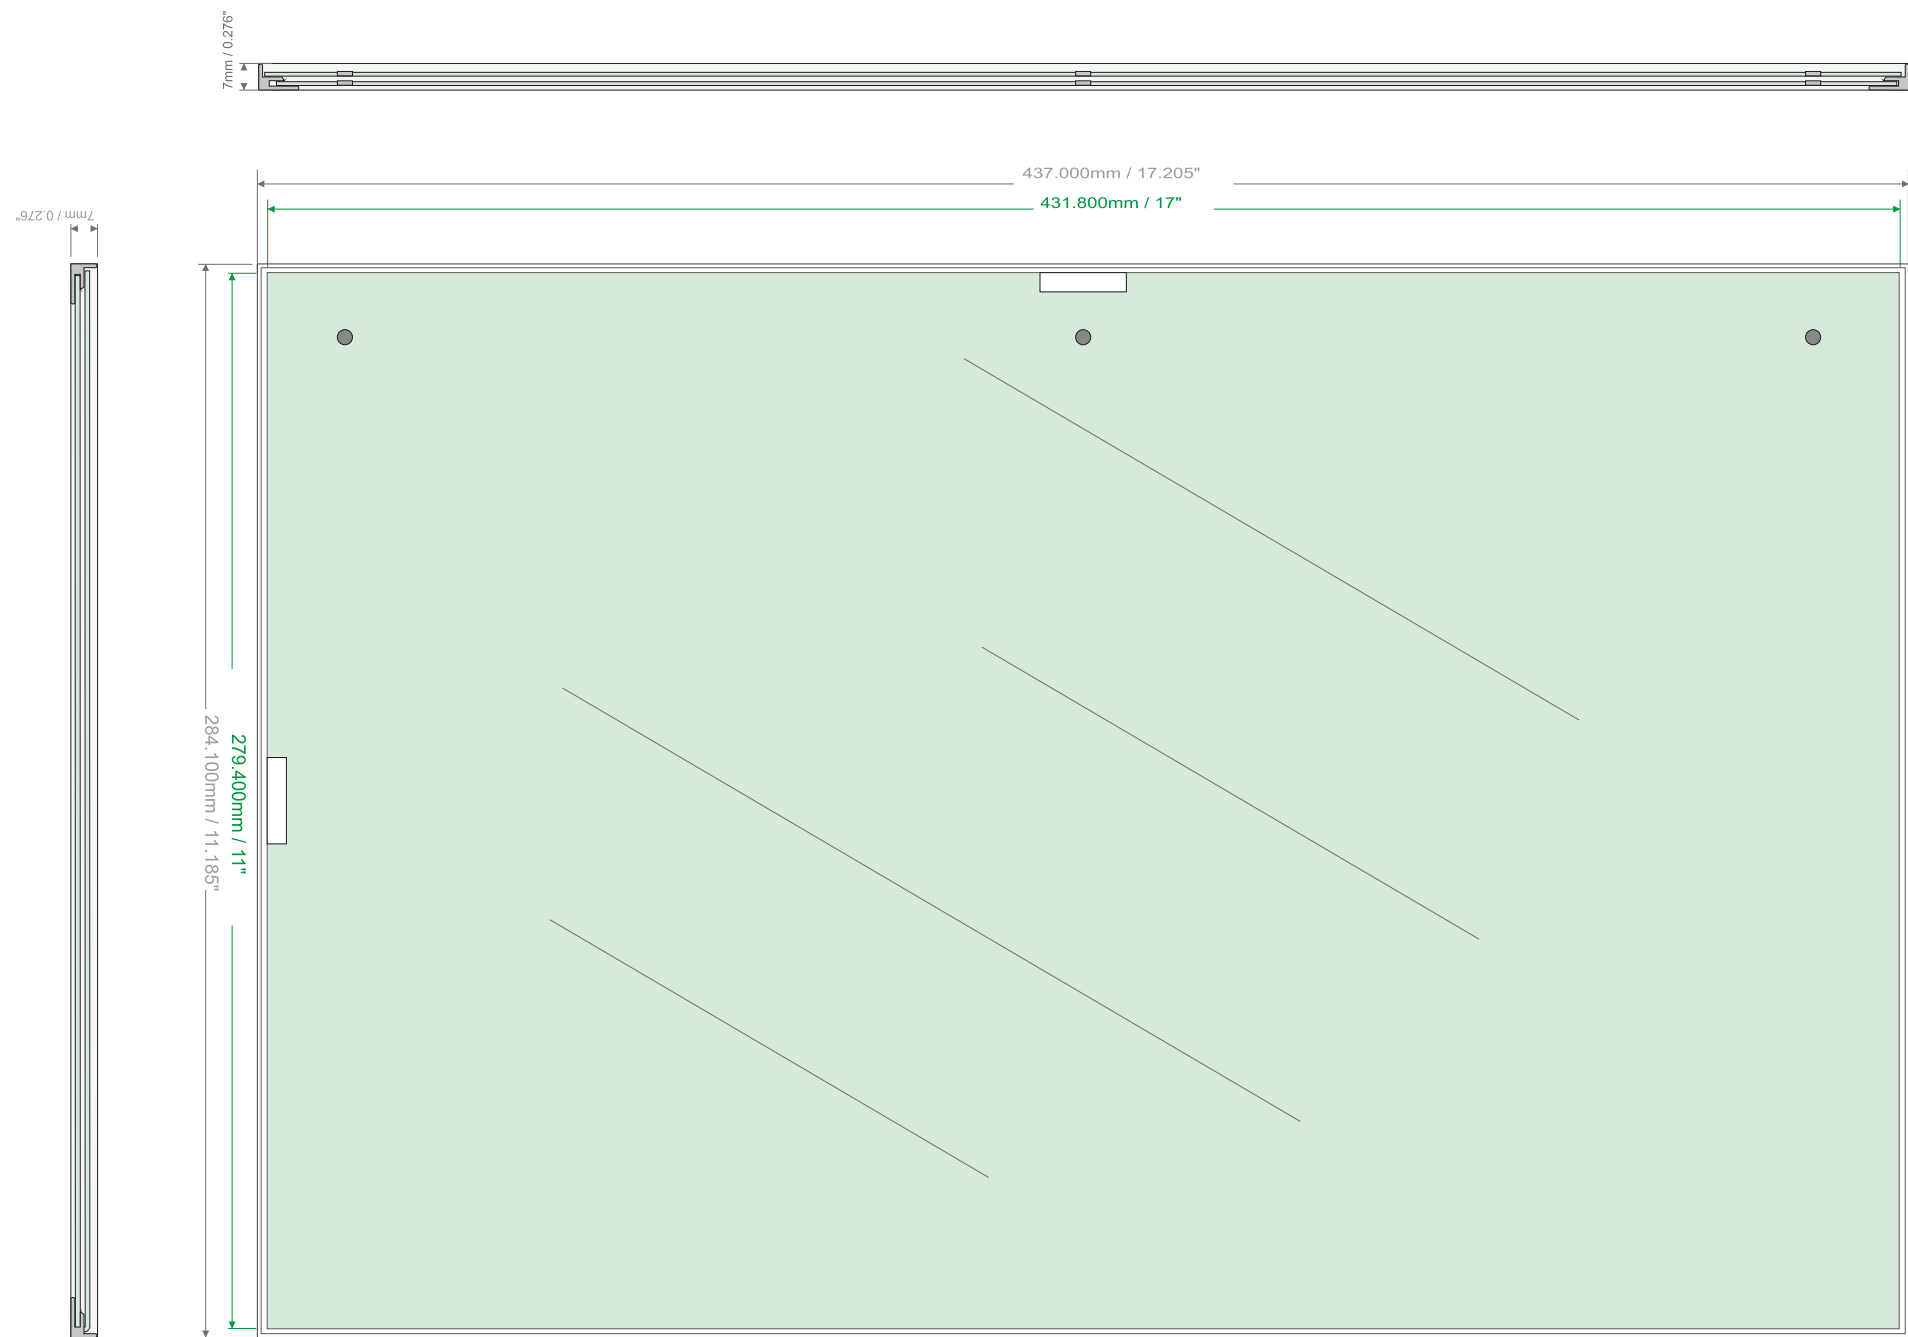 7mm / 0.276"
437.000mm / 17.205"
431.800mm / 17"
7mm / 0.276"
284.100mm / 11.185"
279.400mm / 11"